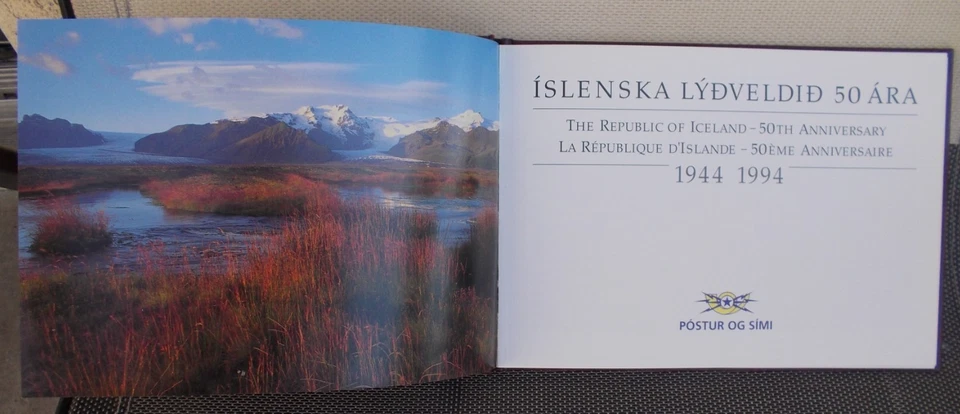 ÍSLENSKA LÝÐVELDIÐ 50 ÁRA
THE REPUBLIC OF ICELAND – 50TH ANNIVERSARY
LA RÉPUBLIQUE D'ISLANDE – 50ÈME ANNIVERSAIRE
1944 1994
PÓSTUR OG SÍMI